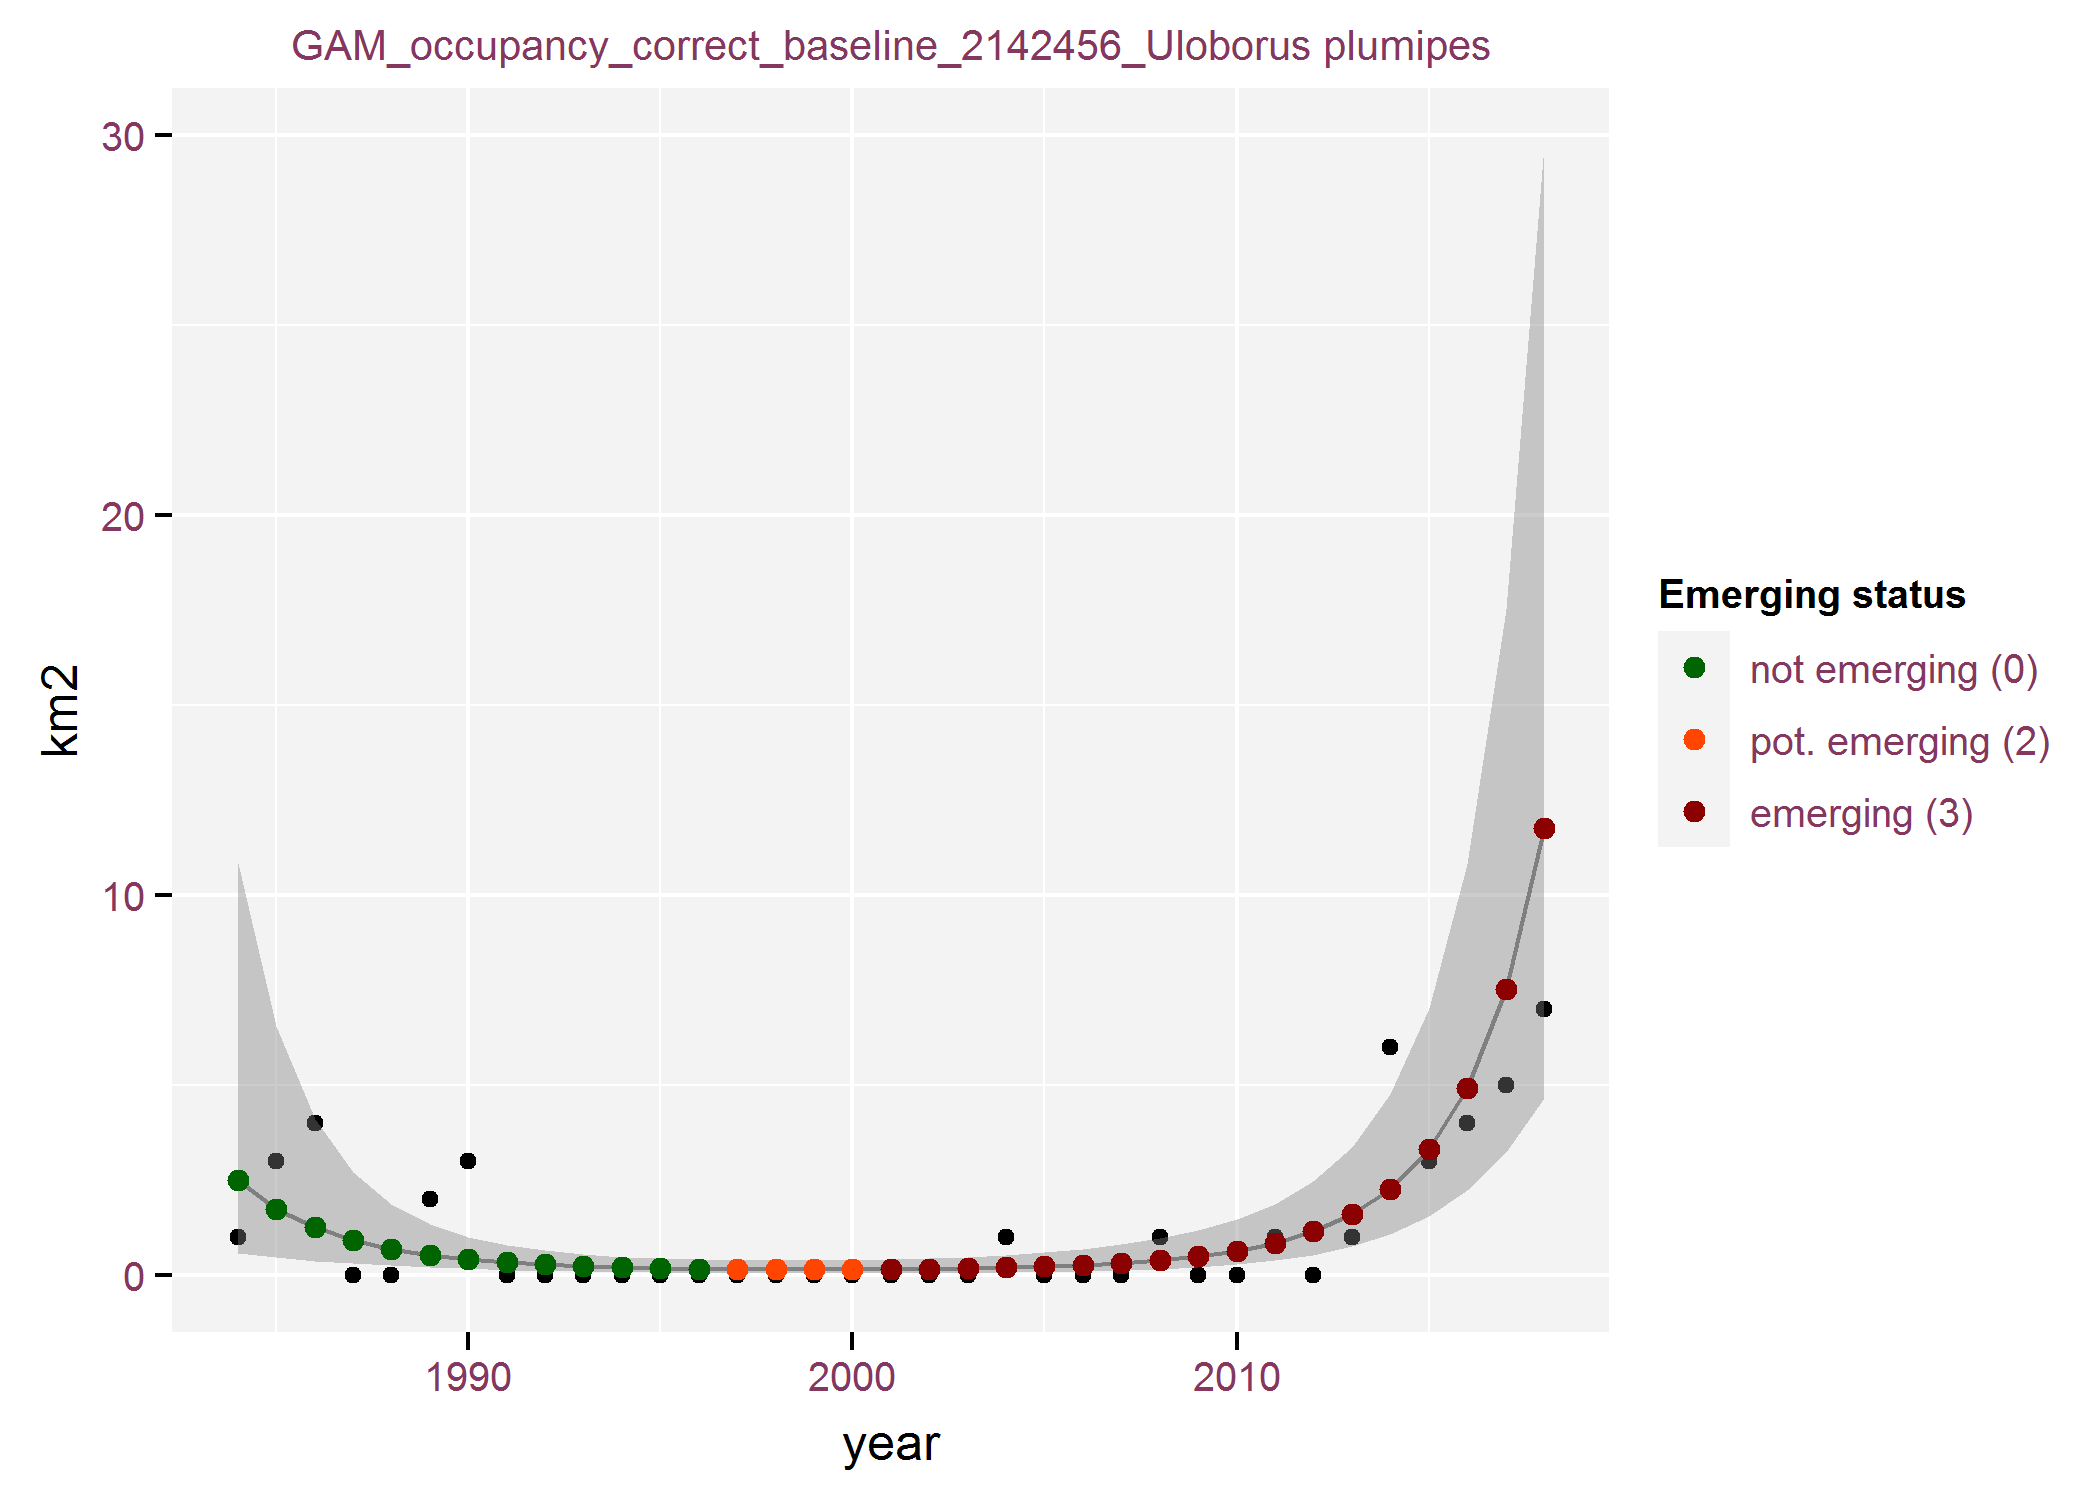 GAM_occupancy_correct_baseline_2142456_Uloborus plumipes
30
20
10
0
km2
1990
2000
2010
year
Emerging status
not emerging (0)
pot. emerging (2)
emerging (3)